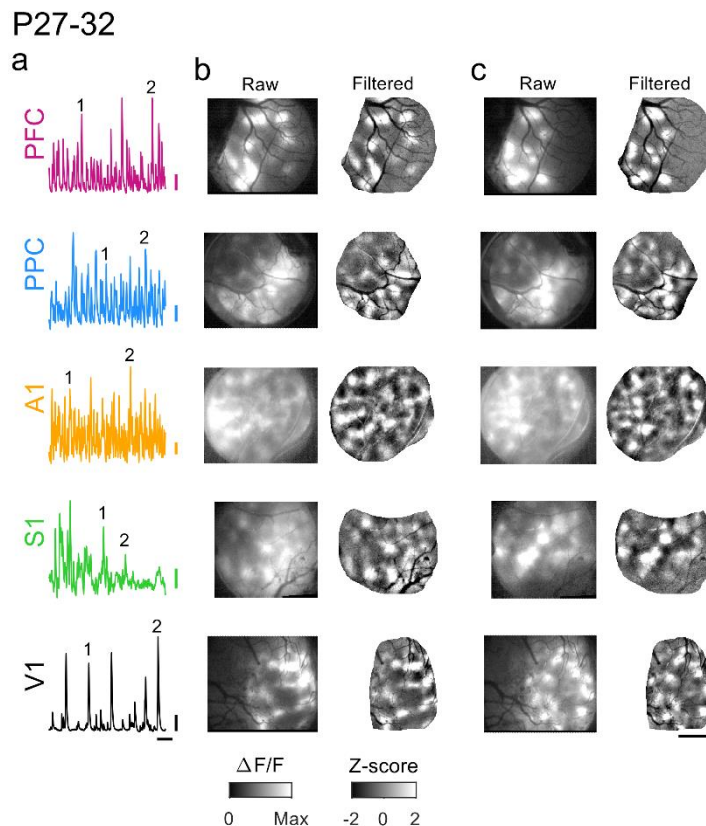 P27-32
a
b
c
Raw
Filtered
Raw
Filtered
PFC
1
2
PPC
1
2
A1
1
2
S1
1
2
V1
1
2
ΔF/F
Z-score
0
Max
-2
0
2